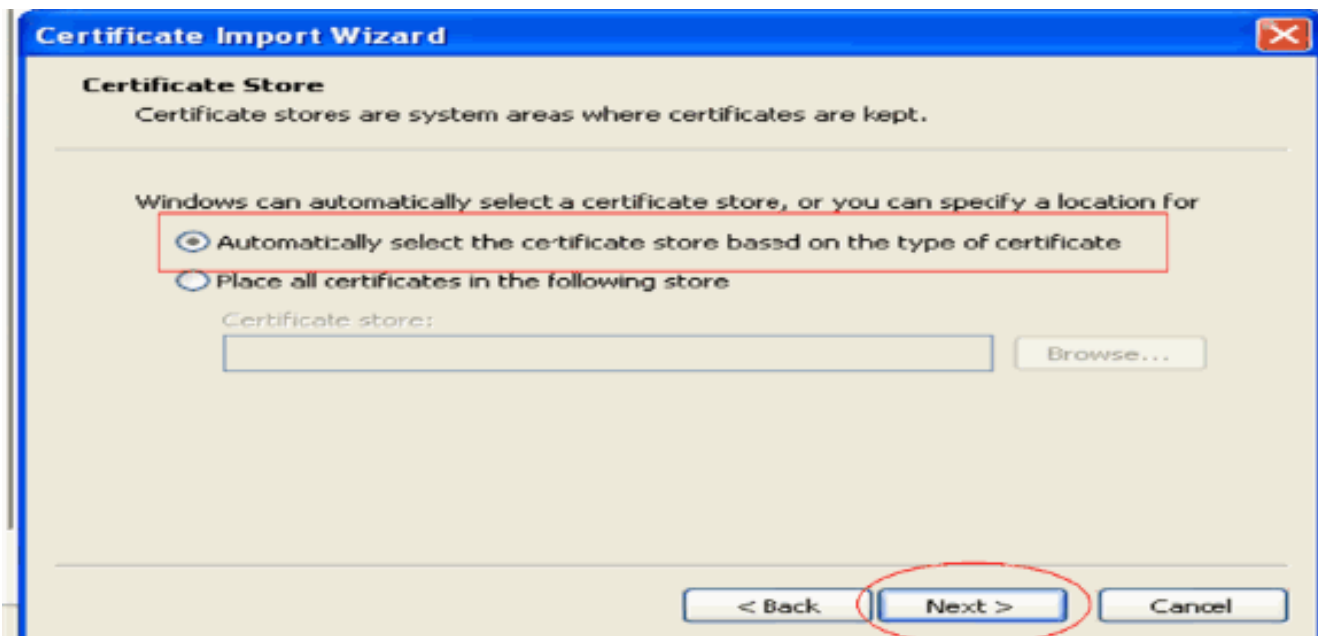 Certificate Import Wizard
Certificate Store
Certificate stores are system areas where certificates are kept.
Windows can automatically select a certificate store, or you can specify a location for
Automatically select the certificate store based on the type of certificate
Place all certificates in the following store
Certificate store:
Browse...
< Back
Next >
Cancel